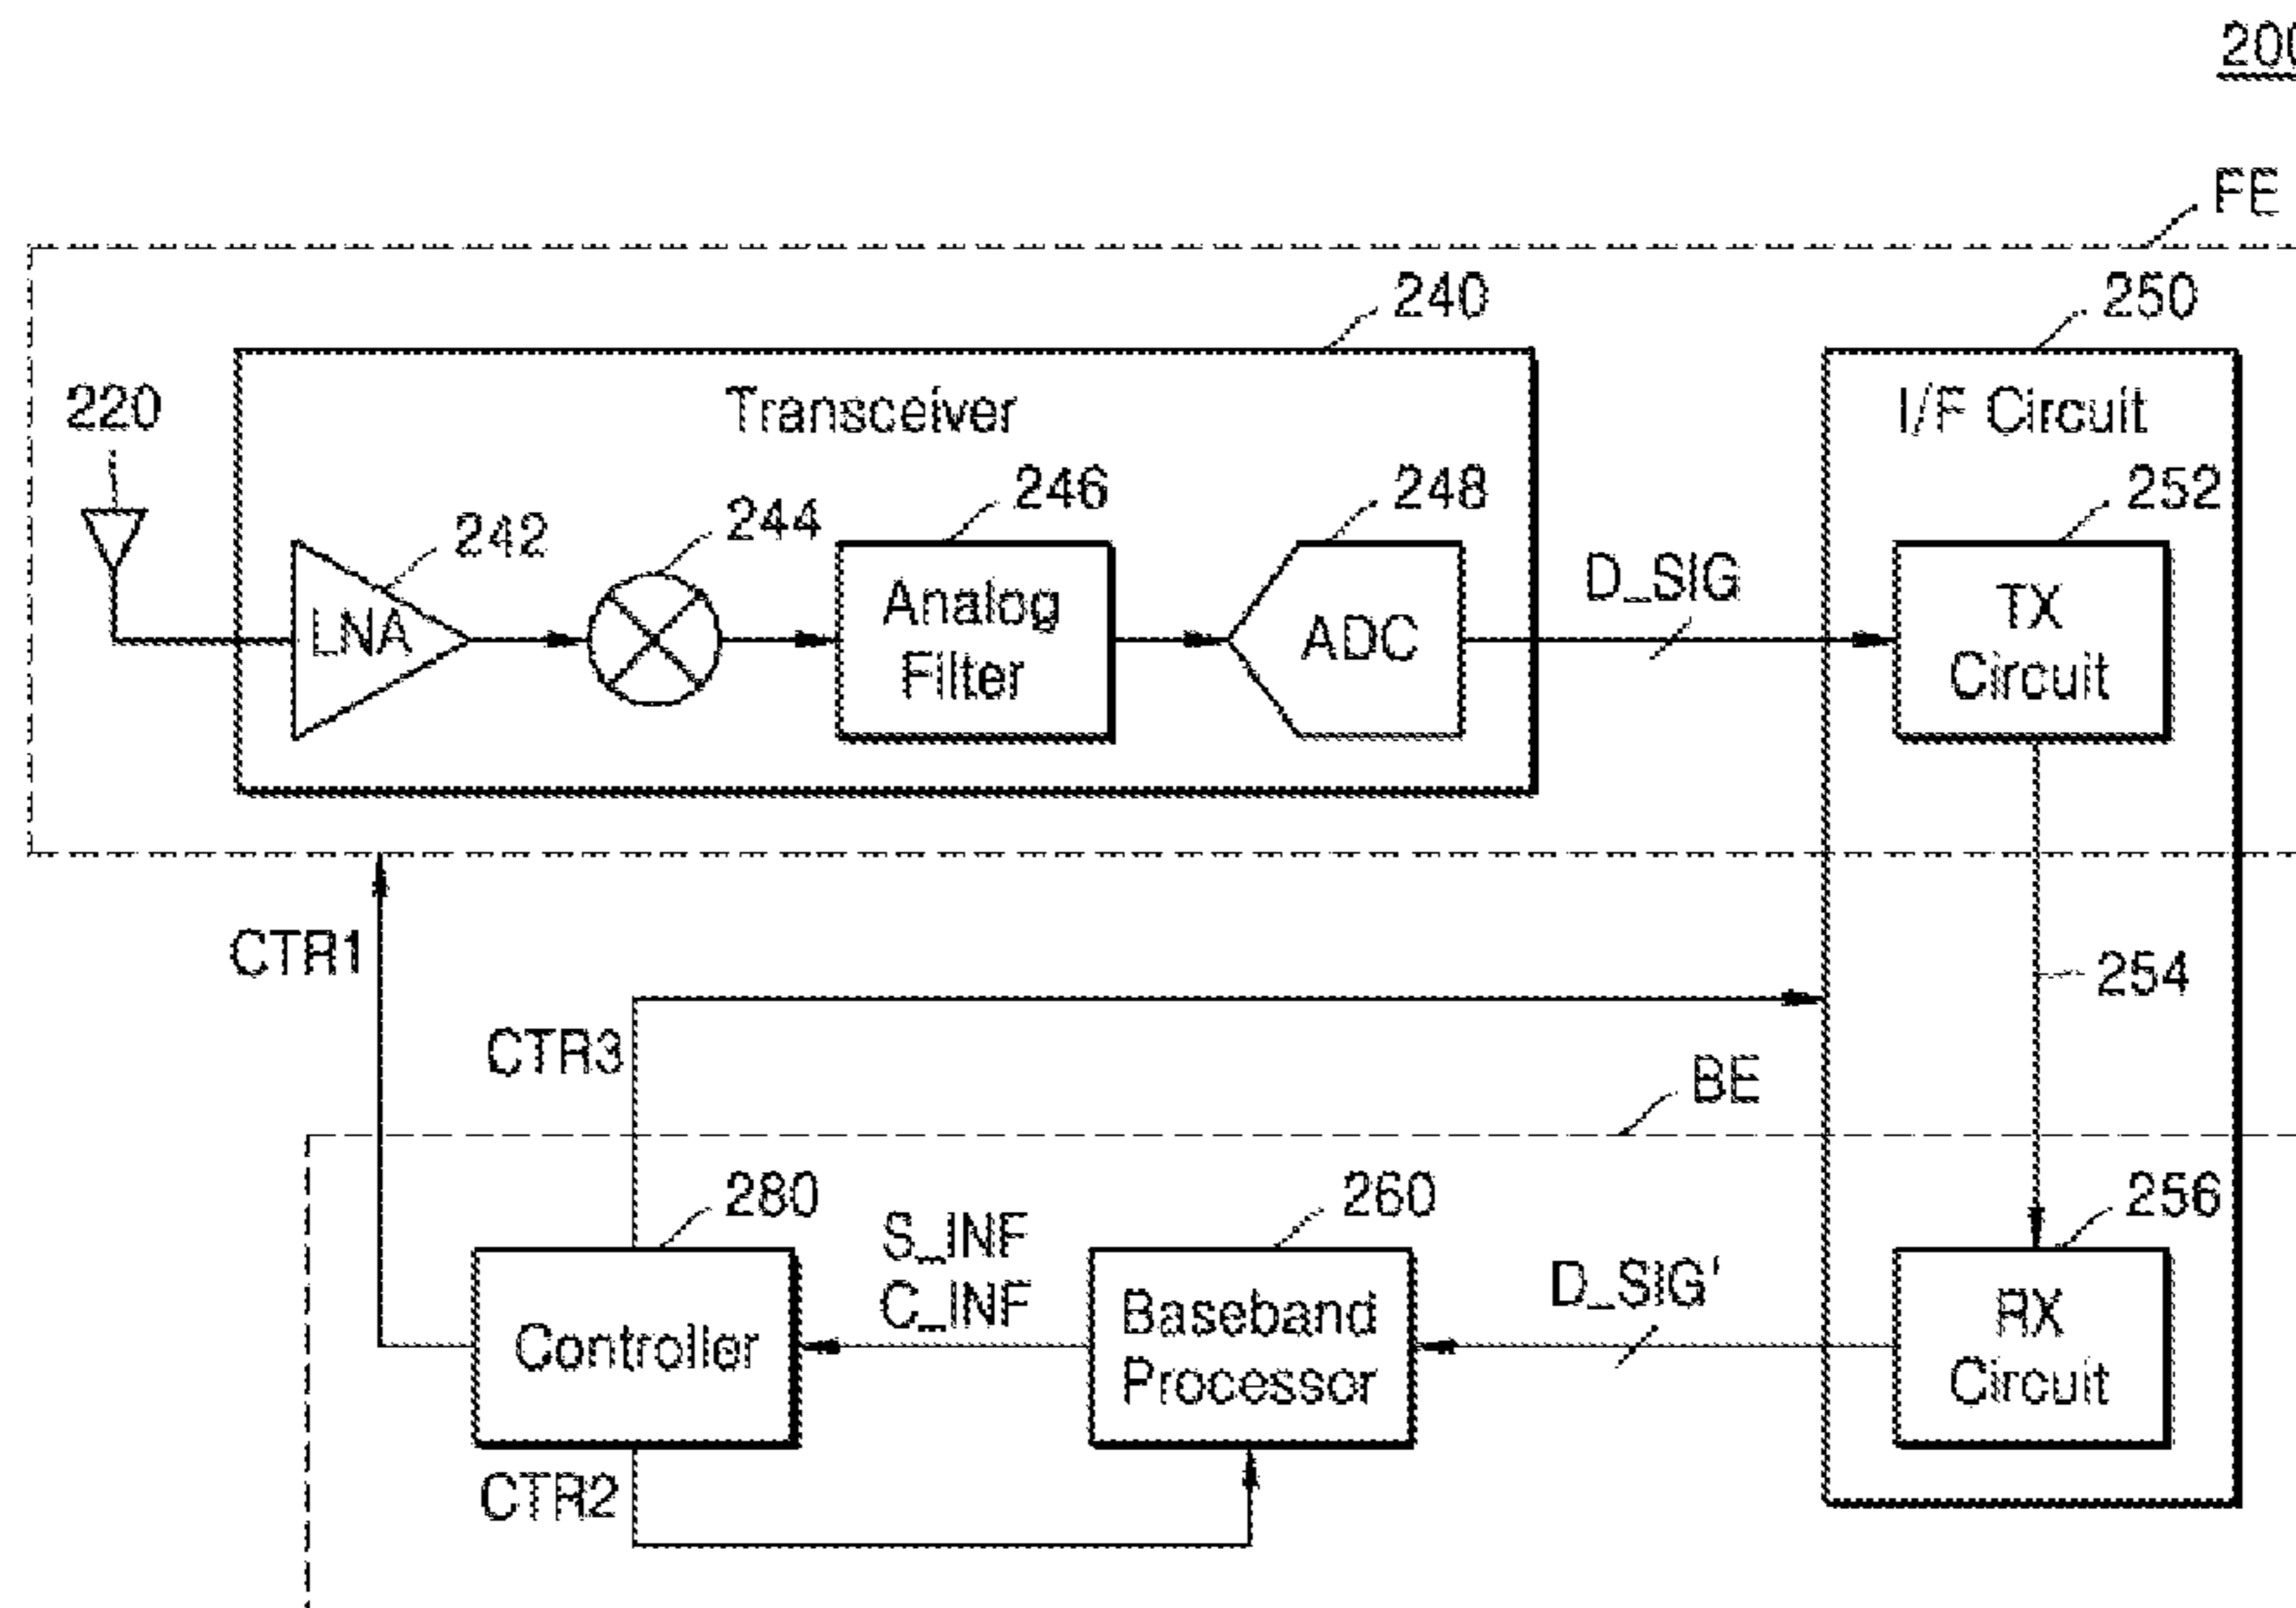 200
FE
240
250
220
Transceiver
I/F Circuit
242
244
246
248
252
LNA
Analog
Filter
ADC
D_SIG
TX
Circuit
CTR1
254
CTR3
BE
280
S_INF
C_INF
260
256
Controller
Baseband
Processor
D_SIG'
RX
Circuit
CTR2